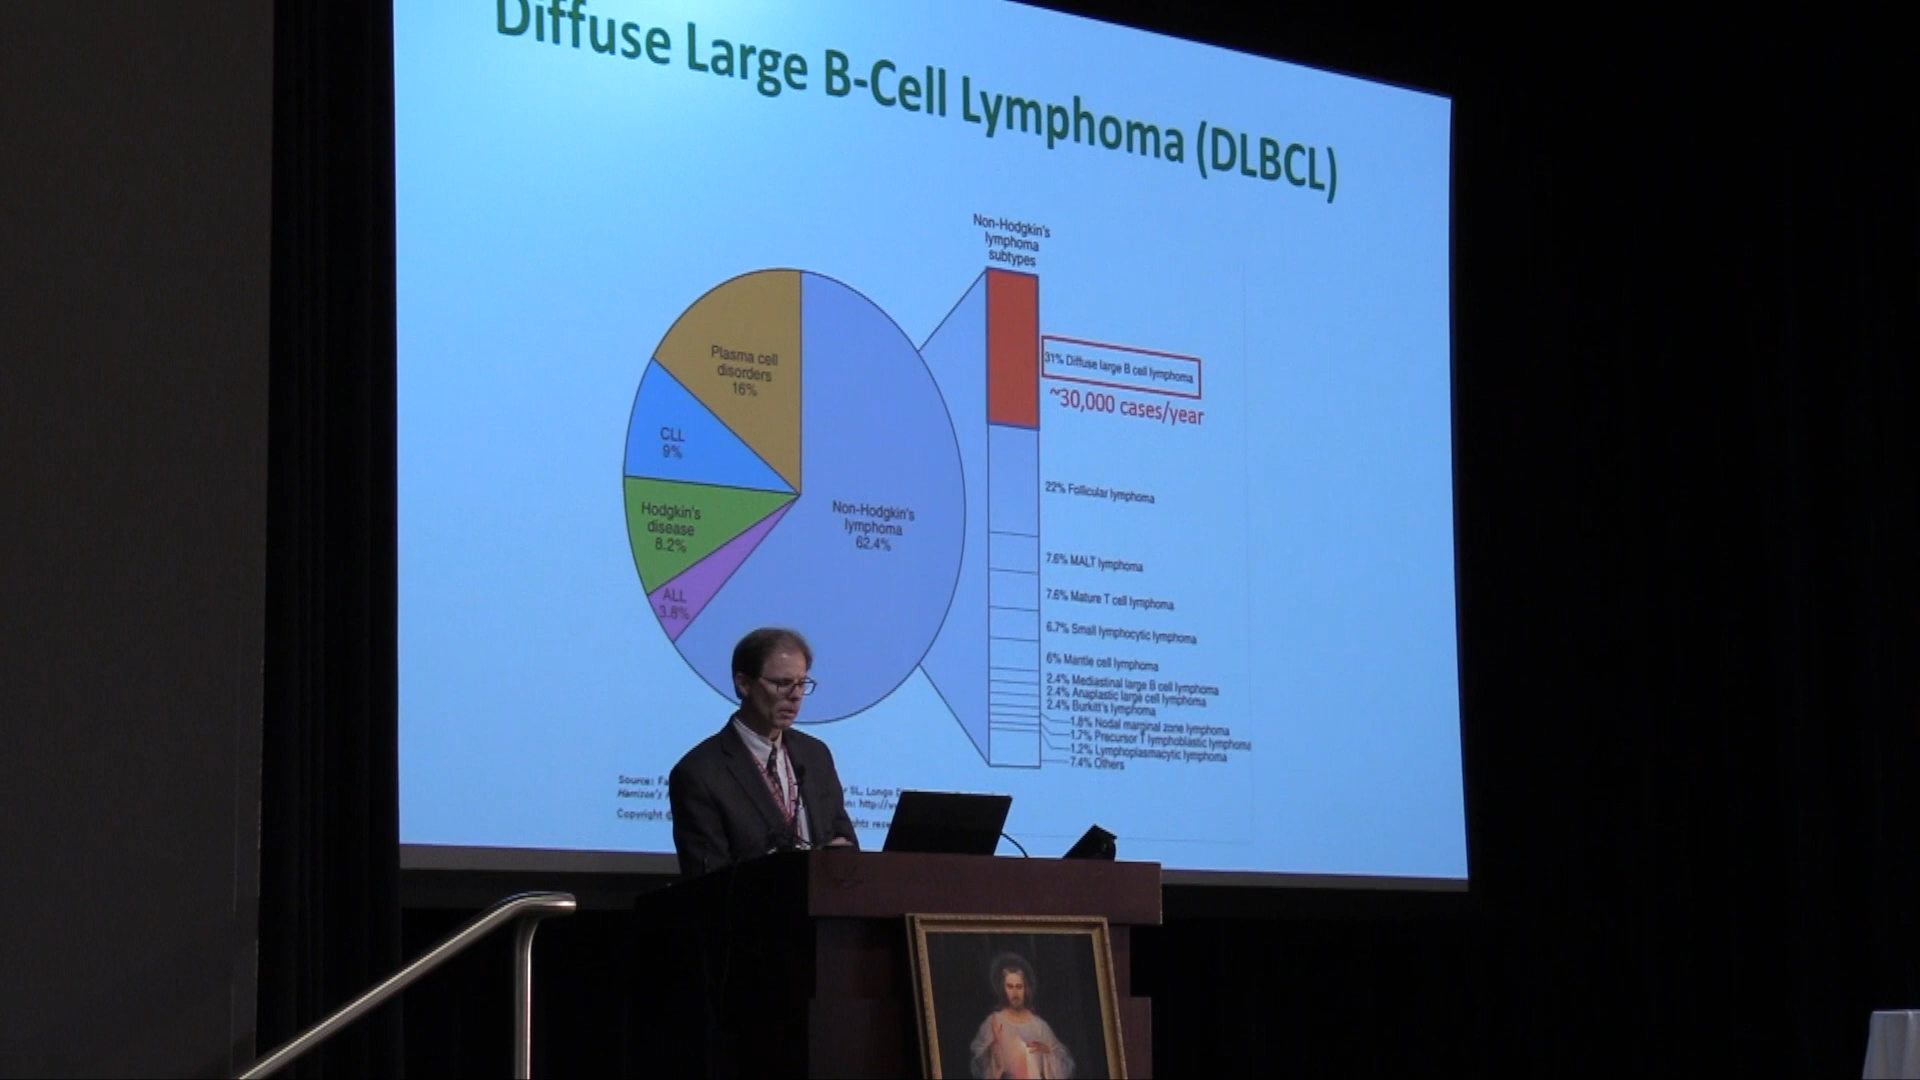 Diffuse Large B-Cell Lymphoma (DLBCL)
Non-Hodgkin's
lymphoma
subtypes
Plasma cell
disorders
16%
CLL
9%
Hodgkin's
disease
8.2%
ALL
3.8%
Non-Hodgkin's
lymphoma
62.4%
31% Diffuse large B cell lymphoma
~30,000 cases/year
22% Follicular lymphoma
7.6% MALT lymphoma
7.6% Mature T cell lymphoma
6.7% Small lymphocytic lymphoma
6% Mantle cell lymphoma
2.4% Mediastinal large B cell lymphoma
2.4% Anaplastic large cell lymphoma
2.4% Burkitt's lymphoma
1.8% Nodal marginal zone lymphoma
1.7% Precursor T lymphoblastic lymphoma
1.2% Lymphoplasmacytic lymphoma
7.4% Others
Source:
SL, Longo
Harrison's
Copyright ©